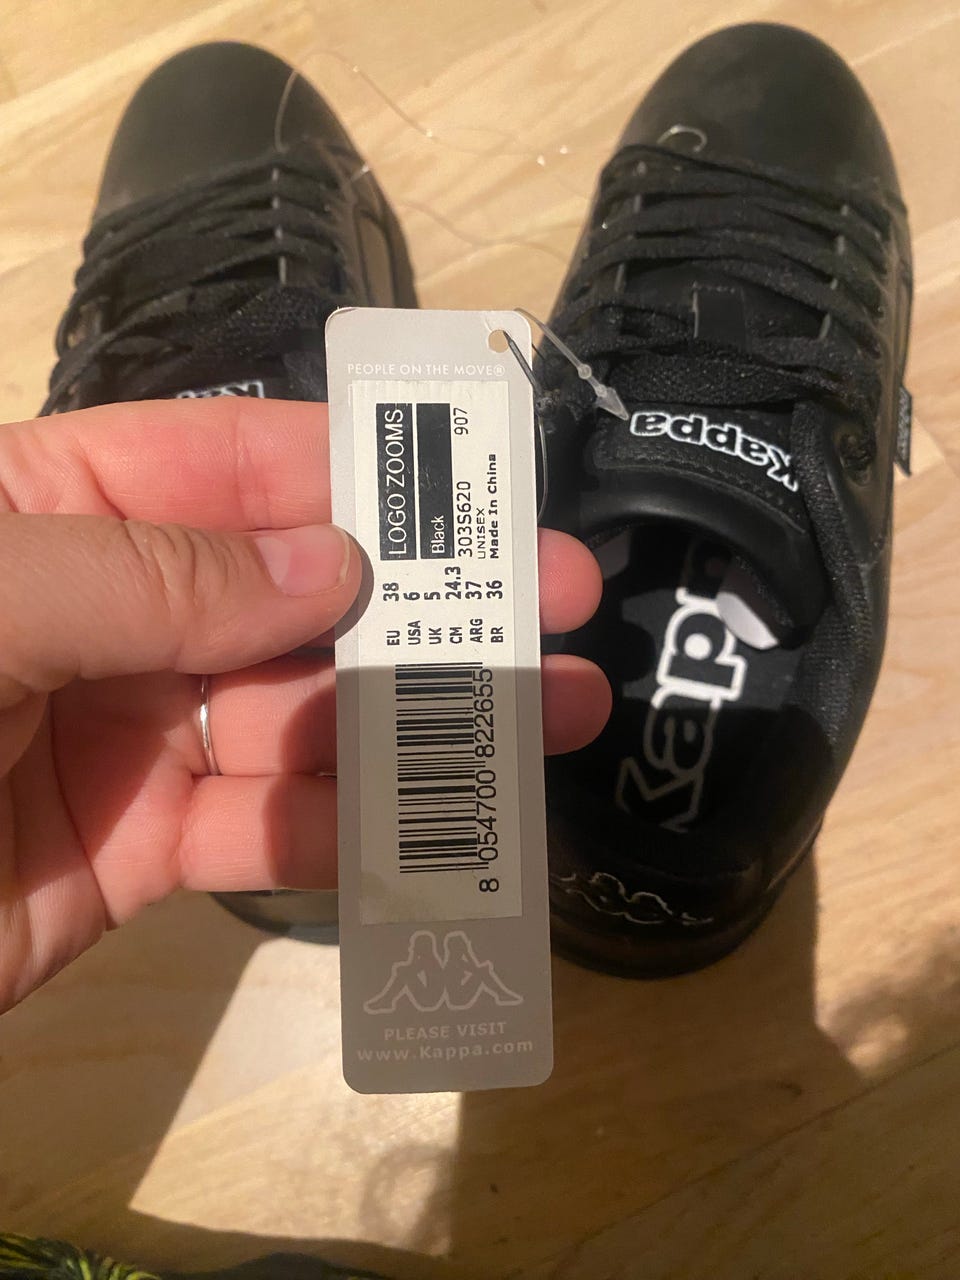 PEOPLE ON THE MOVE®
LOGO ZOOMS
Black 907
303S620
UNISEX
Made In China
EU 38
USA 6
UK 5
CM 24.3
ARG 37
BR 36
8 054700 822655
PLEASE VISIT
www.Kappa.com
Kappa
Kappa